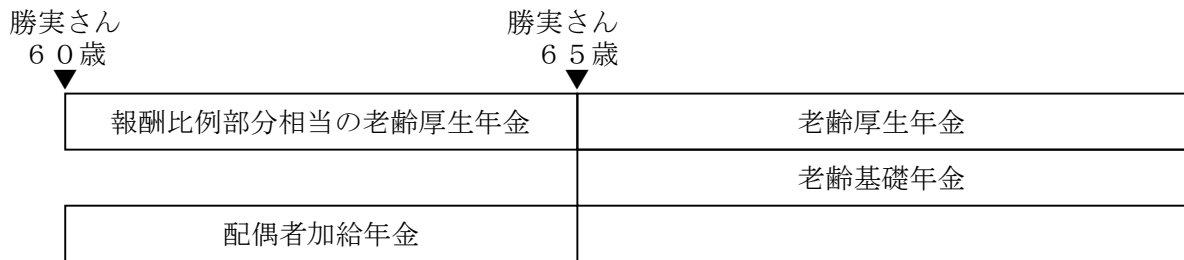 勝実さん
６０歳
勝実さん
６５歳
報酬比例部分相当の老齢厚生年金
老齢厚生年金
老齢基礎年金
配偶者加給年金